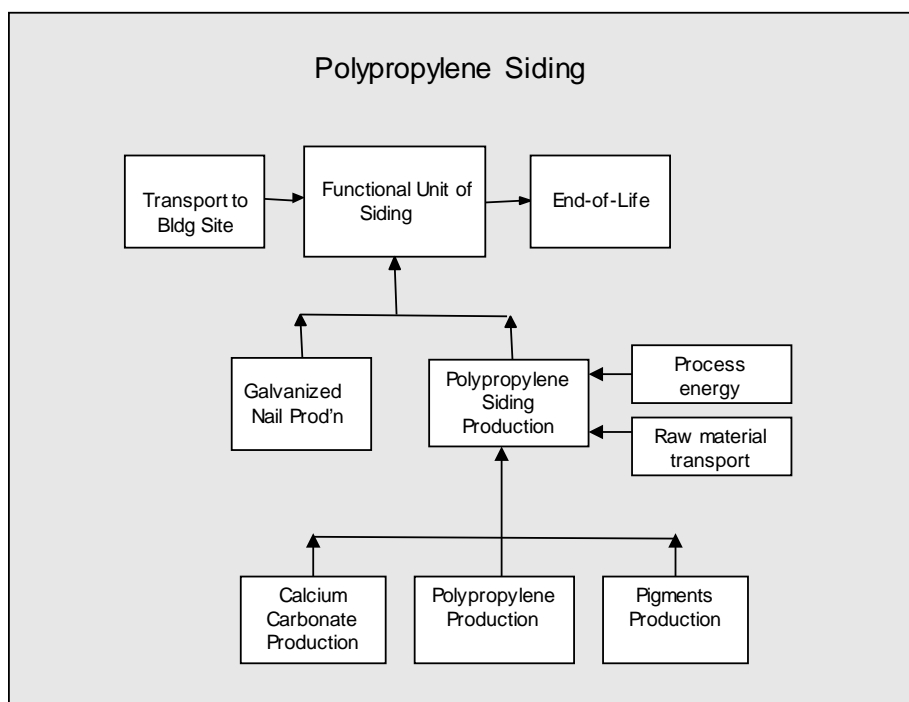 Polypropylene Siding
Transport to
Bldg Site
Functional Unit of
Siding
End-of-Life
Galvanized
Nail Prod'n
Polypropylene
Siding
Production
Process
energy
Raw material
transport
Calcium
Carbonate
Production
Polypropylene
Production
Pigments
Production